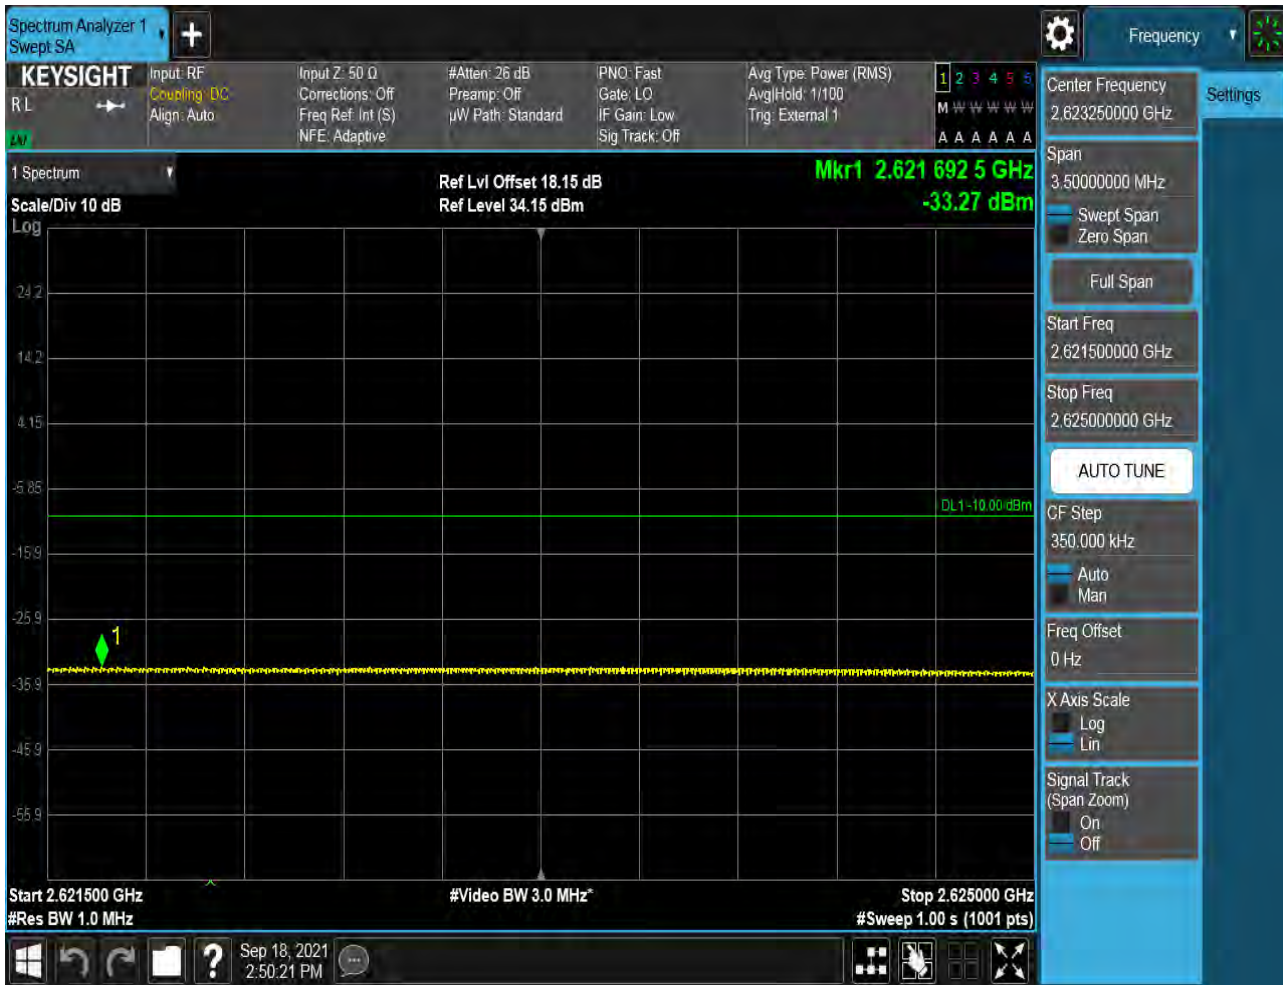 Spectrum Analyzer 1
Swept SA
Frequency
KEYSIGHT
R L
LXI
Input: RF
Coupling: DC
Align: Auto
Input Z: 50 Ω
Corrections: Off
Freq Ref: Int (S)
NFE: Adaptive
#Atten: 26 dB
Preamp: Off
µW Path: Standard
PNO: Fast
Gate: LO
IF Gain: Low
Sig Track: Off
Avg Type: Power (RMS)
Avg|Hold: 1/100
Trig: External 1
1 2 3 4 5 6
M W W W W W
A A A A A A
1 Spectrum
Scale/Div 10 dB
Log
Ref Lvl Offset 18.15 dB
Ref Level 34.15 dBm
Mkr1 2.621 692 5 GHz
-33.27 dBm
24.2
14.2
4.15
-5.85
DL1 -10.00 dBm
-15.9
-25.9
1
-35.9
-45.9
-55.9
Start 2.621500 GHz
#Res BW 1.0 MHz
#Video BW 3.0 MHz*
Stop 2.625000 GHz
#Sweep 1.00 s (1001 pts)
Center Frequency
2.623250000 GHz
Span
3.50000000 MHz
Swept Span
Zero Span
Full Span
Start Freq
2.621500000 GHz
Stop Freq
2.625000000 GHz
AUTO TUNE
CF Step
350.000 kHz
Auto
Man
Freq Offset
0 Hz
X Axis Scale
Log
Lin
Signal Track
(Span Zoom)
On
Off
Settings
?
Sep 18, 2021
2:50:21 PM